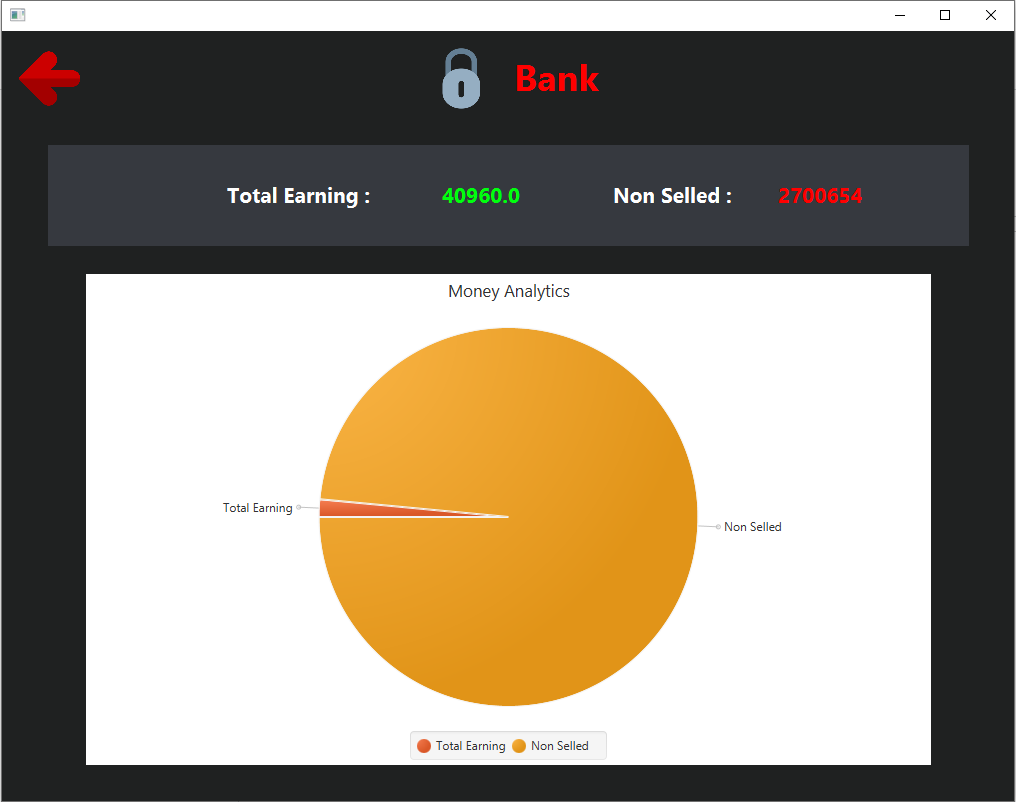 Bank
Total Earning : 40960.0 Non Selled : 2700654
Money Analytics
Total Earning
Non Selled
Total Earning Non Selled